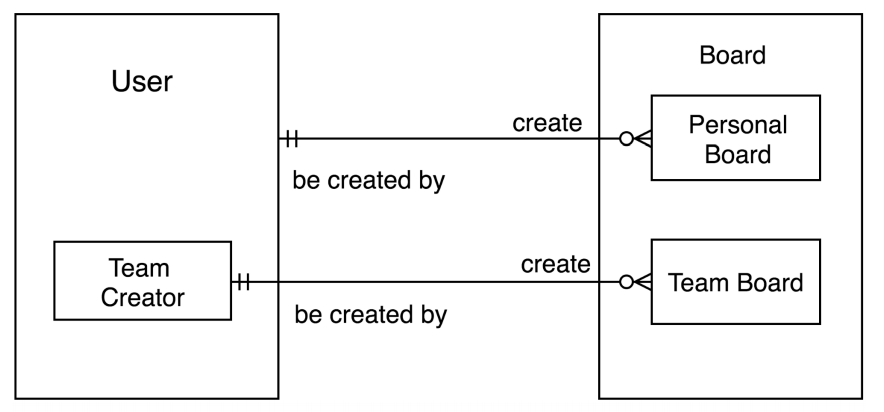 User
Board
create
Personal
Board
be created by
Team
Creator
create
Team Board
be created by